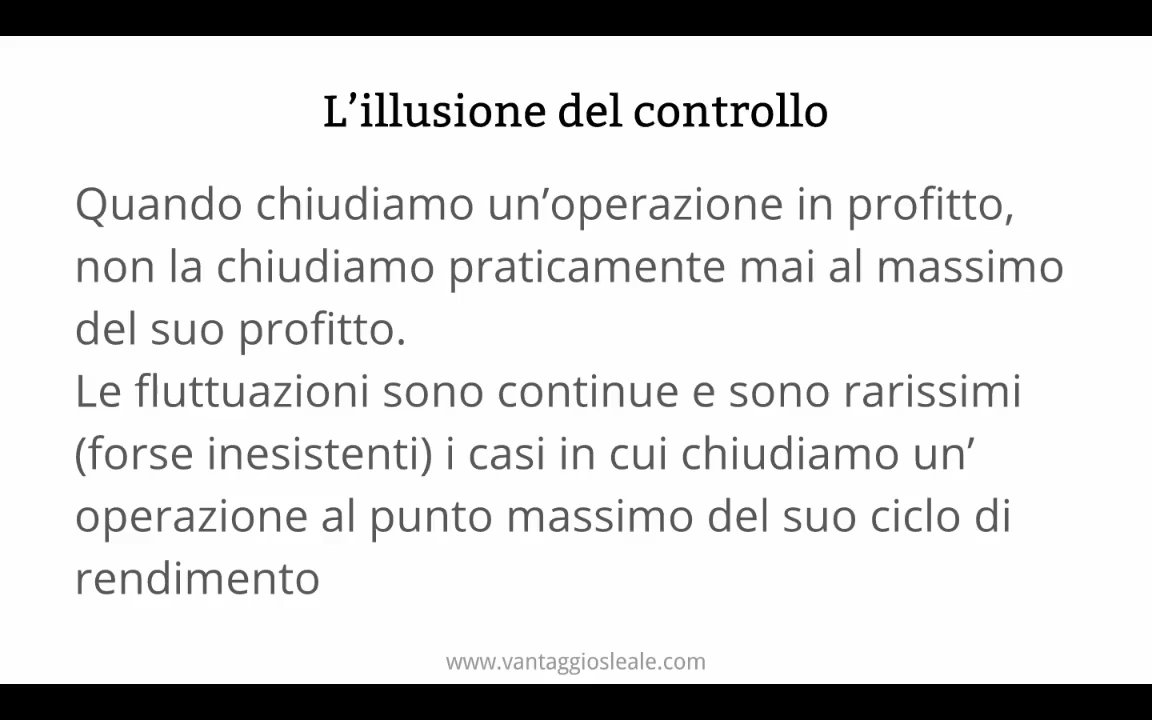 L’illusione del controllo
Quando chiudiamo un’operazione in profitto,
non la chiudiamo praticamente mai al massimo
del suo profitto.
Le fluttuazioni sono continue e sono rarissimi
(forse inesistenti) i casi in cui chiudiamo un’
operazione al punto massimo del suo ciclo di
rendimento
www.vantaggiosleale.com